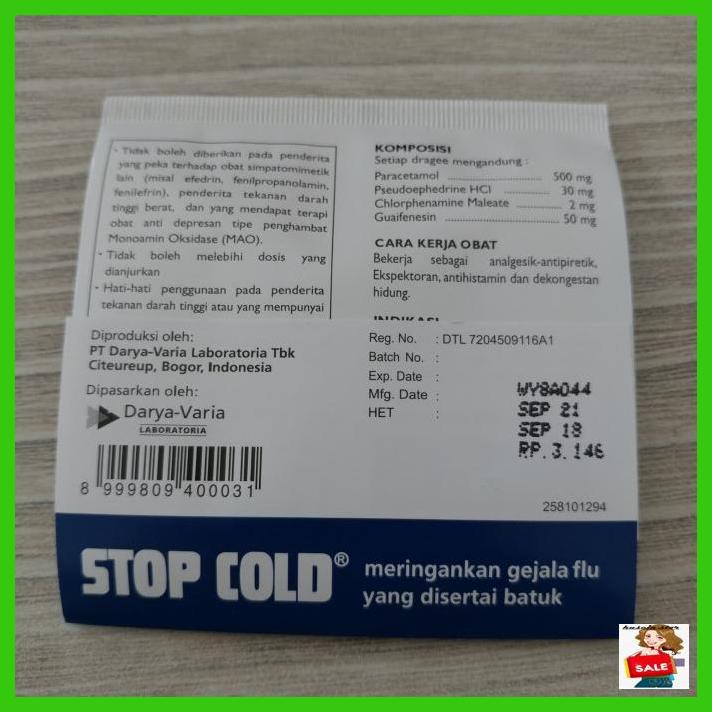 · Tidak boleh diberikan pada penderita
yang peka terhadap obat simpatomimetik
lain (misal efedrin, fenilpropanolamin,
fenilefrin), penderita tekanan darah
tinggi berat, dan yang mendapat terapi
obat anti depresan tipe penghambat
Monoamin Oksidase (MAO).
· Tidak boleh melebihi dosis yang
dianjurkan
· Hati-hati penggunaan pada penderita
tekanan darah tinggi atau yang mempunyai
KOMPOSISI
Setiap dragee mengandung :
Paracetamol ........................ 500 mg
Pseudoephedrine HCl ................ 30 mg
Chlorphenamine Maleate ................. 2 mg
Guaifenesin ............................ 50 mg
CARA KERJA OBAT
Bekerja sebagai analgesik-antipiretik,
Ekspektoran, antihistamin dan dekongestan
hidung.
INDIKASI
Diproduksi oleh:
PT Darya-Varia Laboratoria Tbk
Citeureup, Bogor, Indonesia
Dipasarkan oleh:
Darya-Varia
LABORATORIA
8 999809 400031
Reg. No. : DTL 7204509116A1
Batch No. : WY8A044
Exp. Date : SEP 21
Mfg. Date : SEP 18
HET : RP.3.146
258101294
STOP COLD® meringankan gejala flu
yang disertai batuk
SALE